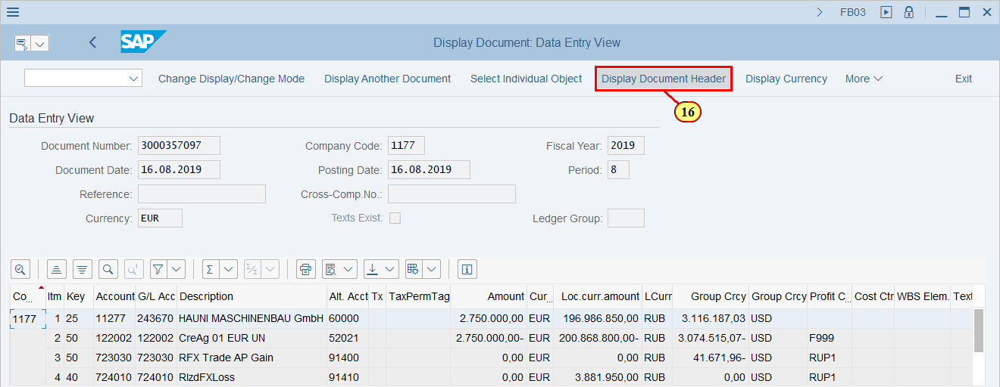 FB03
SAP
Display Document: Data Entry View
Change Display/Change Mode Display Another Document Select Individual Object Display Document Header Display Currency More Exit
16
Data Entry View
Document Number: 3000357097 Company Code: 1177 Fiscal Year: 2019
Document Date: 16.08.2019 Posting Date: 16.08.2019 Period: 8
Reference: Cross-Comp.No.:
Currency: EUR Texts Exist: Ledger Group:
Co... Itm Key Account G/L Acc Description Alt. Acct Tx TaxPermTag Amount Cur... Loc.curr.amount LCurr Group Crcy Group Crcy Profit C... Cost Ctr WBS Elem. Text
1177 1 25 11277 243670 HAUNI MASCHINENBAU GmbH 60000 2.750.000,00 EUR 196.986.850,00 RUB 3.116.187,03 USD
2 50 122002 122002 CreAg 01 EUR UN 52021 2.750.000,00- EUR 200.868.800,00- RUB 3.074.515,07- USD F999
3 50 723030 723030 RFX Trade AP Gain 91400 0,00 EUR 0,00 RUB 41.671,96- USD RUP1
4 40 724010 724010 RlzdFXLoss 91410 0,00 EUR 3.881.950,00 RUB 0,00 USD RUP1